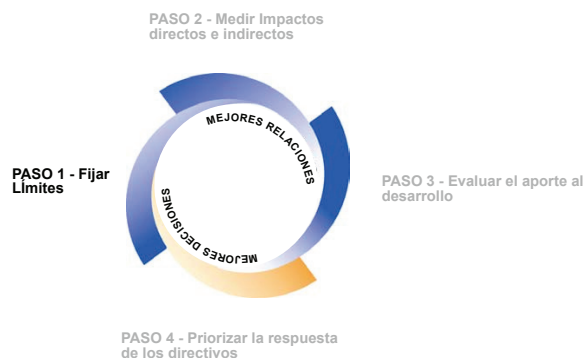 PASO 2 - Medir Impactos
directos e indirectos
MEJORES RELACIONES
PASO 1 - Fijar
LÍmites
PASO 3 - Evaluar el aporte al
desarrollo
MEJORES DECISIONES
PASO 4 - Priorizar la respuesta
de los directivos